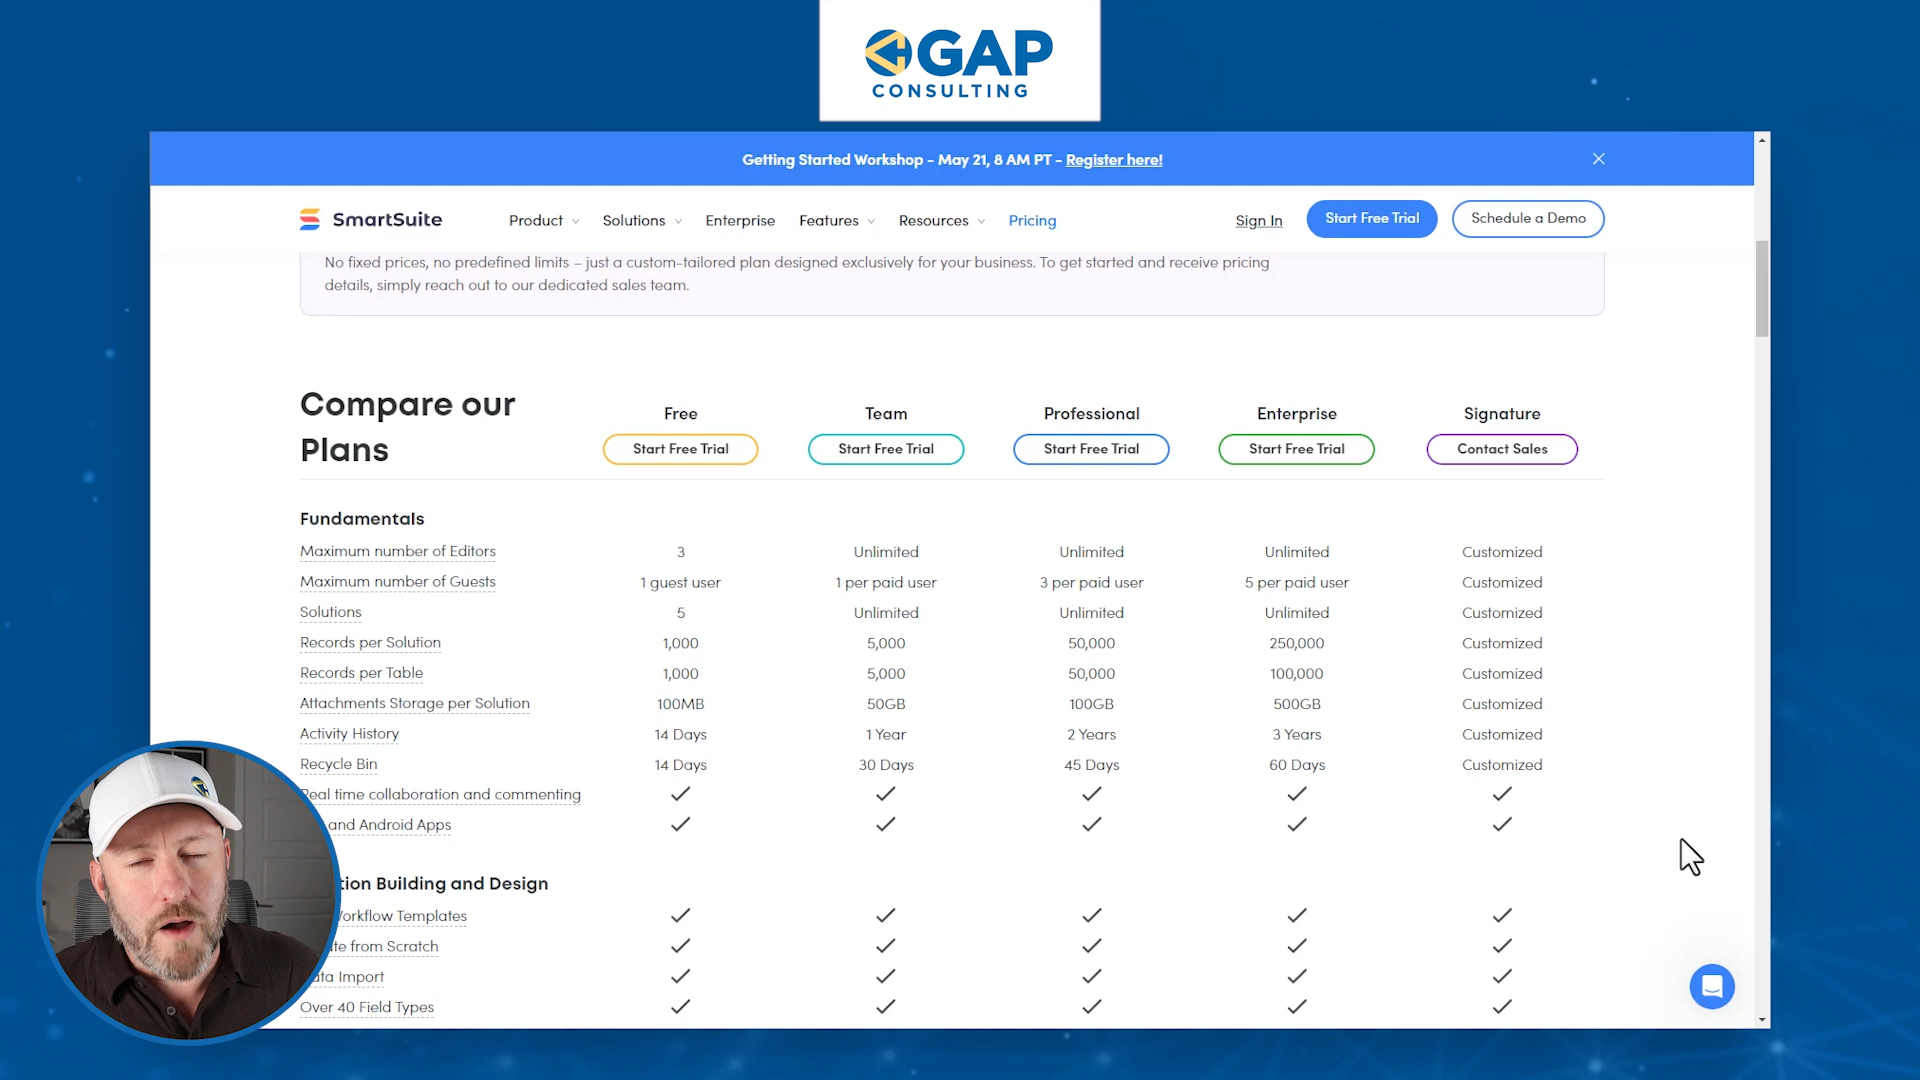 GAP
CONSULTING
Getting Started Workshop - May 21, 8 AM PT - Register here!
SmartSuite Product Solutions Enterprise Features Resources Pricing Sign In Start Free Trial Schedule a Demo
No fixed prices, no predefined limits – just a custom-tailored plan designed exclusively for your business. To get started and receive pricing
details, simply reach out to our dedicated sales team.
Compare our
Plans
Free Team Professional Enterprise Signature
Start Free Trial Start Free Trial Start Free Trial Start Free Trial Contact Sales
Fundamentals
Maximum number of Editors 3 Unlimited Unlimited Unlimited Customized
Maximum number of Guests 1 guest user 1 per paid user 3 per paid user 5 per paid user Customized
Solutions 5 Unlimited Unlimited Unlimited Customized
Records per Solution 1,000 5,000 50,000 250,000 Customized
Records per Table 1,000 5,000 50,000 100,000 Customized
Attachments Storage per Solution 100MB 50GB 100GB 500GB Customized
Activity History 14 Days 1 Year 2 Years 3 Years Customized
Recycle Bin 14 Days 30 Days 45 Days 60 Days Customized
Real time collaboration and commenting
and Android Apps
Building and Design
Workflow Templates
from Scratch
Data Import
Over 40 Field Types